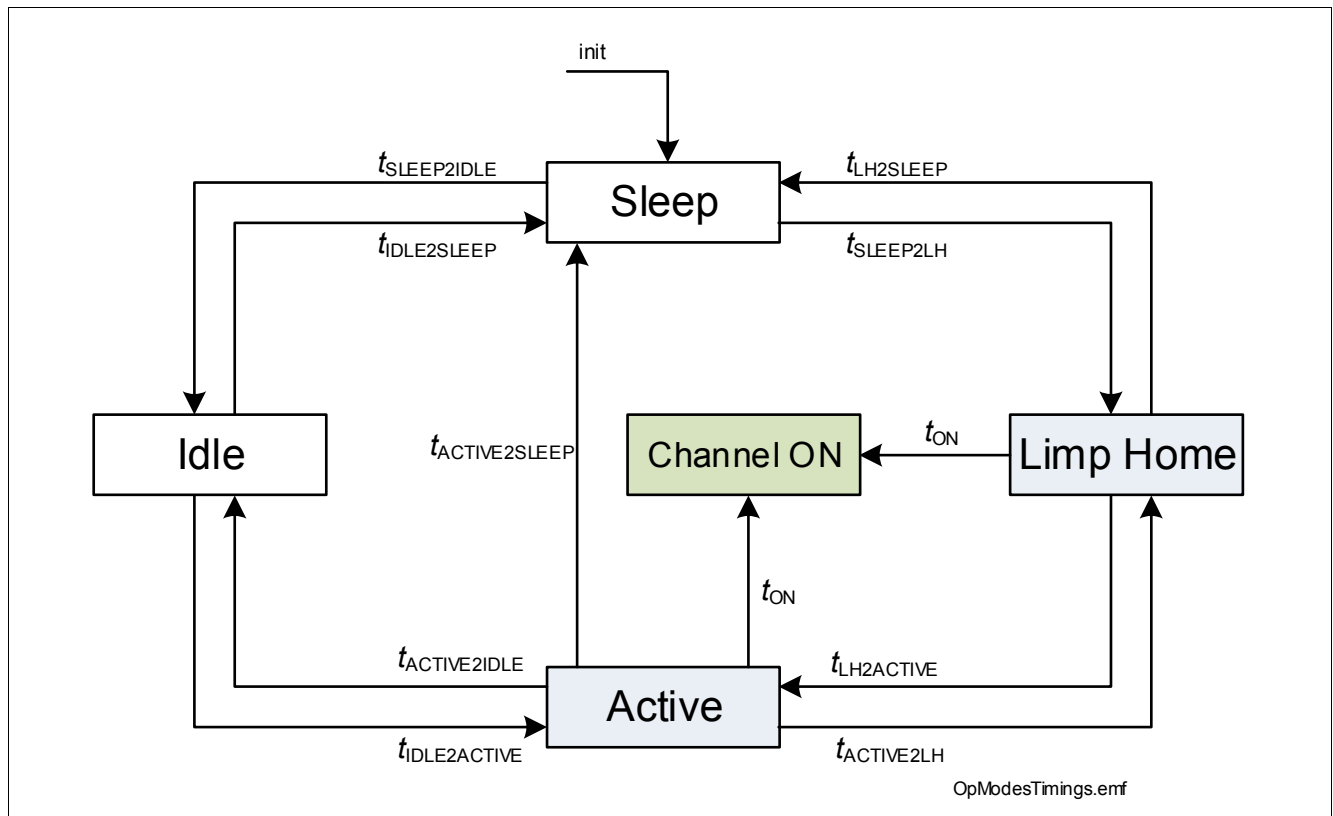 init
tSLEEP2IDLE
tLH2SLEEP
Sleep
tIDLE2SLEEP
tSLEEP2LH
Idle
tACTIVE2SLEEP
Channel ON
tON
Limp Home
tON
tACTIVE2IDLE
tLH2ACTIVE
Active
tIDLE2ACTIVE
tACTIVE2LH
OpModesTimings.emf